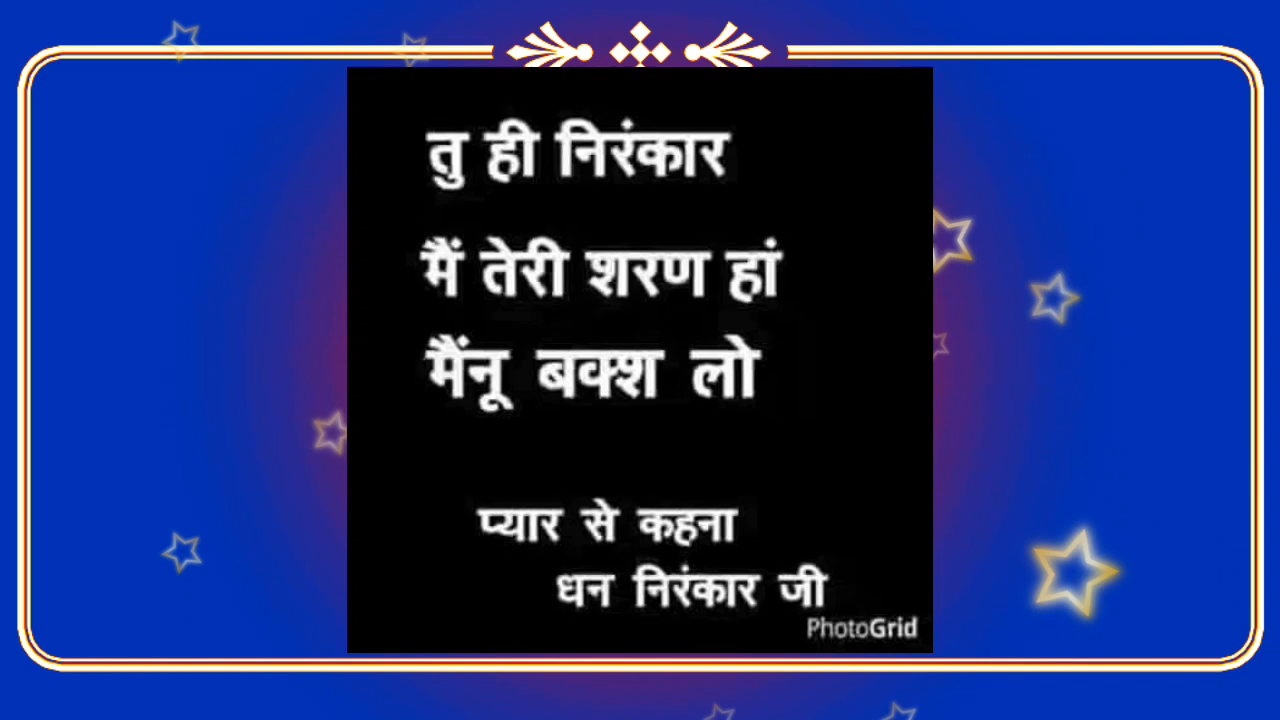 तु ही निरंकार
मैं तेरी शरण हां
मैंनू बक्श लो
प्यार से कहना
धन निरंकार जी
PhotoGrid